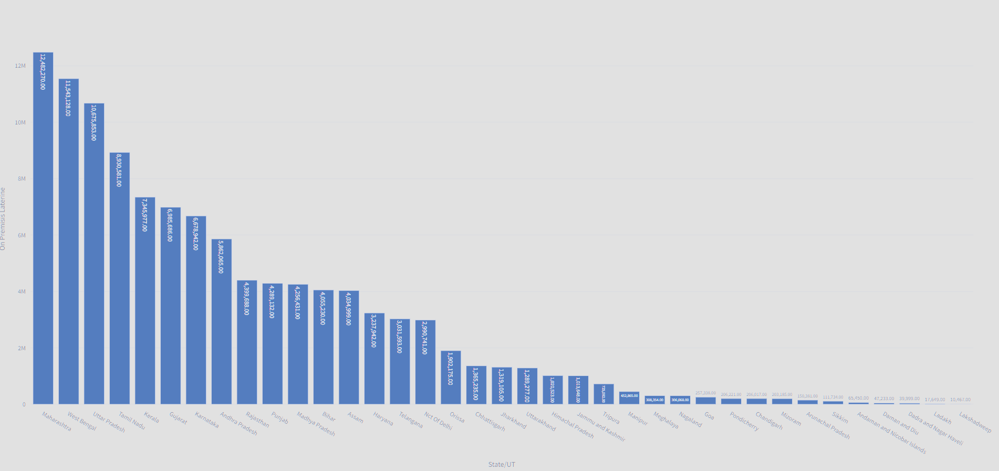 On Premisis Laterine
12M
10M
8M
6M
4M
2M
0
12,482,270.00
11,543,128.00
10,675,853.00
8,930,581.00
7,345,977.00
6,985,686.00
6,678,942.00
5,862,065.00
4,399,688.00
4,289,132.00
4,256,431.00
4,055,230.00
4,034,999.00
3,237,942.00
3,031,593.00
2,990,741.00
1,902,175.00
1,365,235.00
1,319,105.00
1,289,277.00
1,020,523.00
1,013,648.00
725,092.00
452,865.00
308,354.00
306,068.00
257,338.00
206,221.00
206,017.00
203,185.00
150,381.00
111,734.00
65,450.00
47,233.00
39,999.00
17,649.00
10,467.00
Maharashtra
West Bengal
Uttar Pradesh
Tamil Nadu
Kerala
Gujarat
Karnataka
Andhra Pradesh
Rajasthan
Punjab
Madhya Pradesh
Bihar
Assam
Haryana
Telangana
Nct Of Delhi
Orissa
Chhattisgarh
Jharkhand
Uttarakhand
Himachal Pradesh
Jammu and Kashmir
Tripura
Manipur
Meghalaya
Nagaland
Goa
Pondicherry
Chandigarh
Mizoram
Arunachal Pradesh
Sikkim
Andaman and Nicobar Islands
Daman and Diu
Dadra and Nagar Haveli
Ladakh
Lakshadweep
State/UT